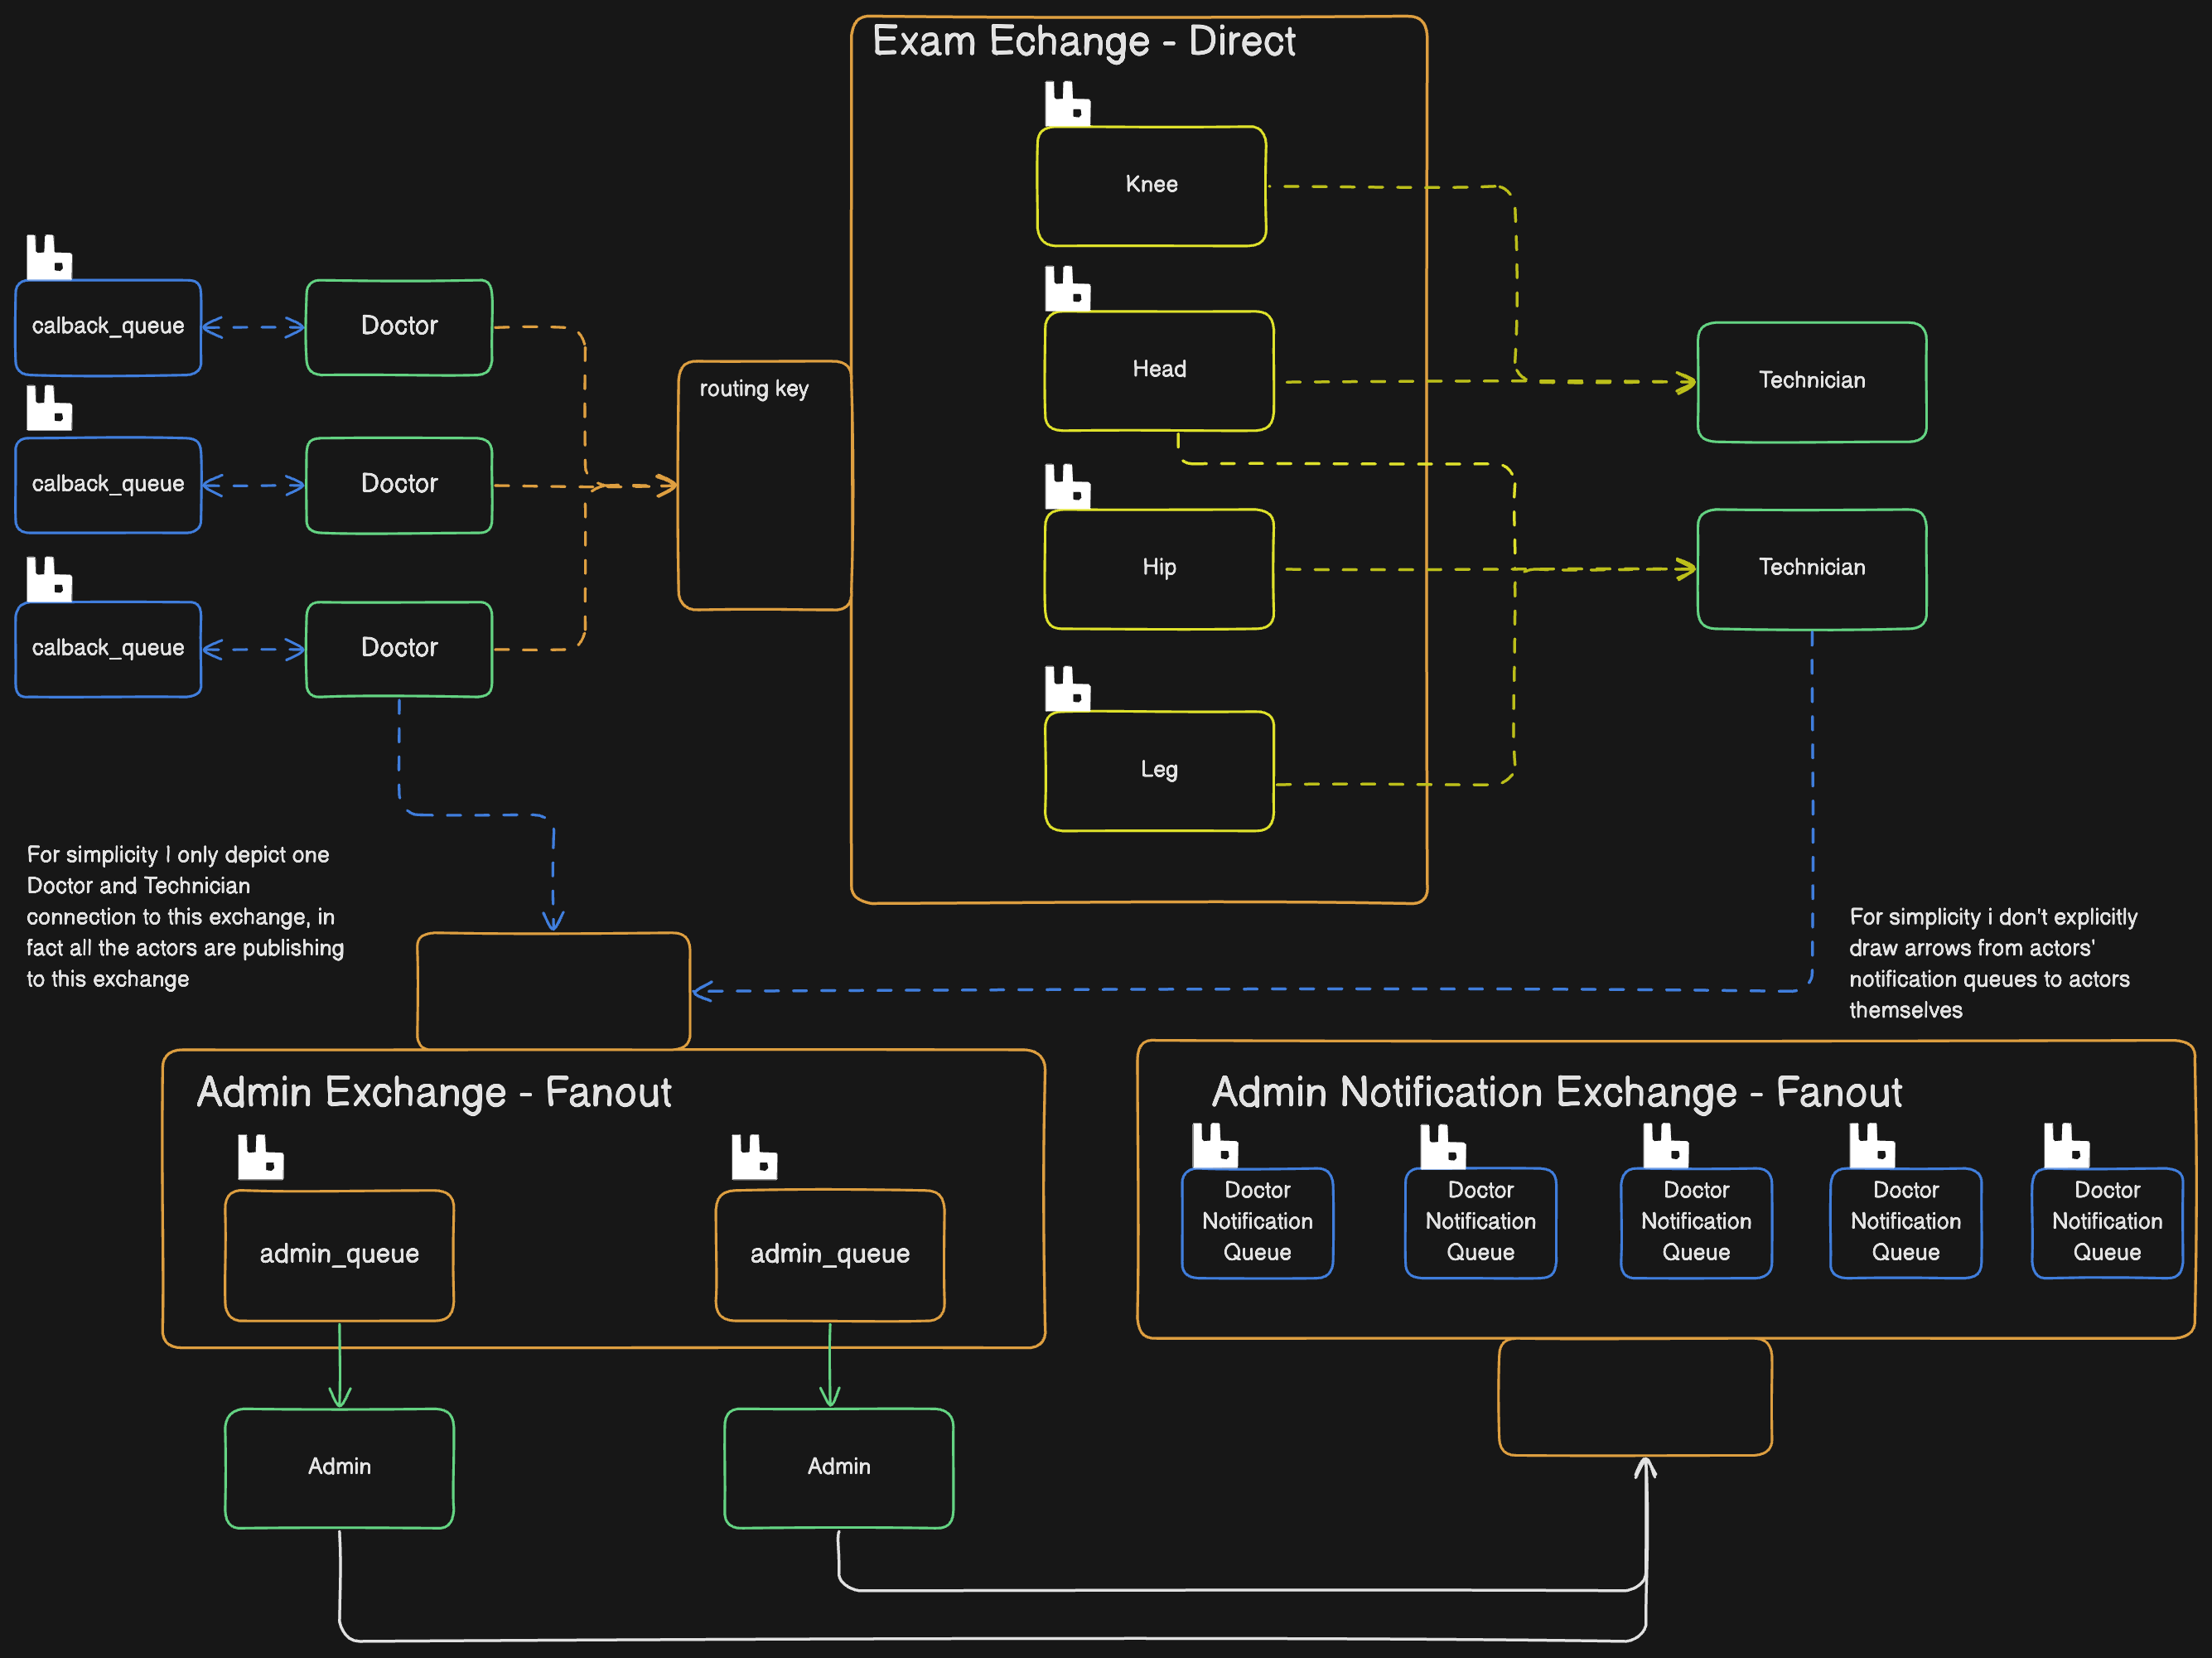 Exam Echange - Direct
Knee
calback_queue
Doctor
Head
routing key
Technician
calback_queue
Doctor
Hip
Technician
calback_queue
Doctor
Leg
For simplicity I only depict one
Doctor and Technician
connection to this exchange, in
fact all the actors are publishing
to this exchange
For simplicity i don't explicitly
draw arrows from actors'
notification queues to actors
themselves
Admin Exchange - Fanout
admin_queue
admin_queue
Admin
Admin
Admin Notification Exchange - Fanout
Doctor
Notification
Queue
Doctor
Notification
Queue
Doctor
Notification
Queue
Doctor
Notification
Queue
Doctor
Notification
Queue